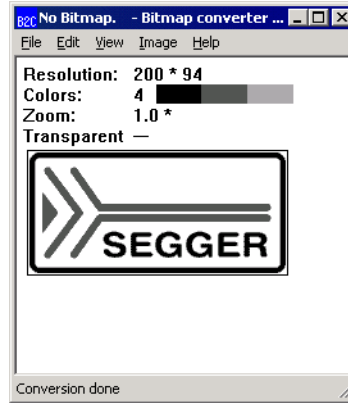 B2C No Bitmap. - Bitmap converter ...
File Edit View Image Help
Resolution: 200 * 94
Colors: 4
Zoom: 1.0 *
Transparent —
SEGGER
Conversion done